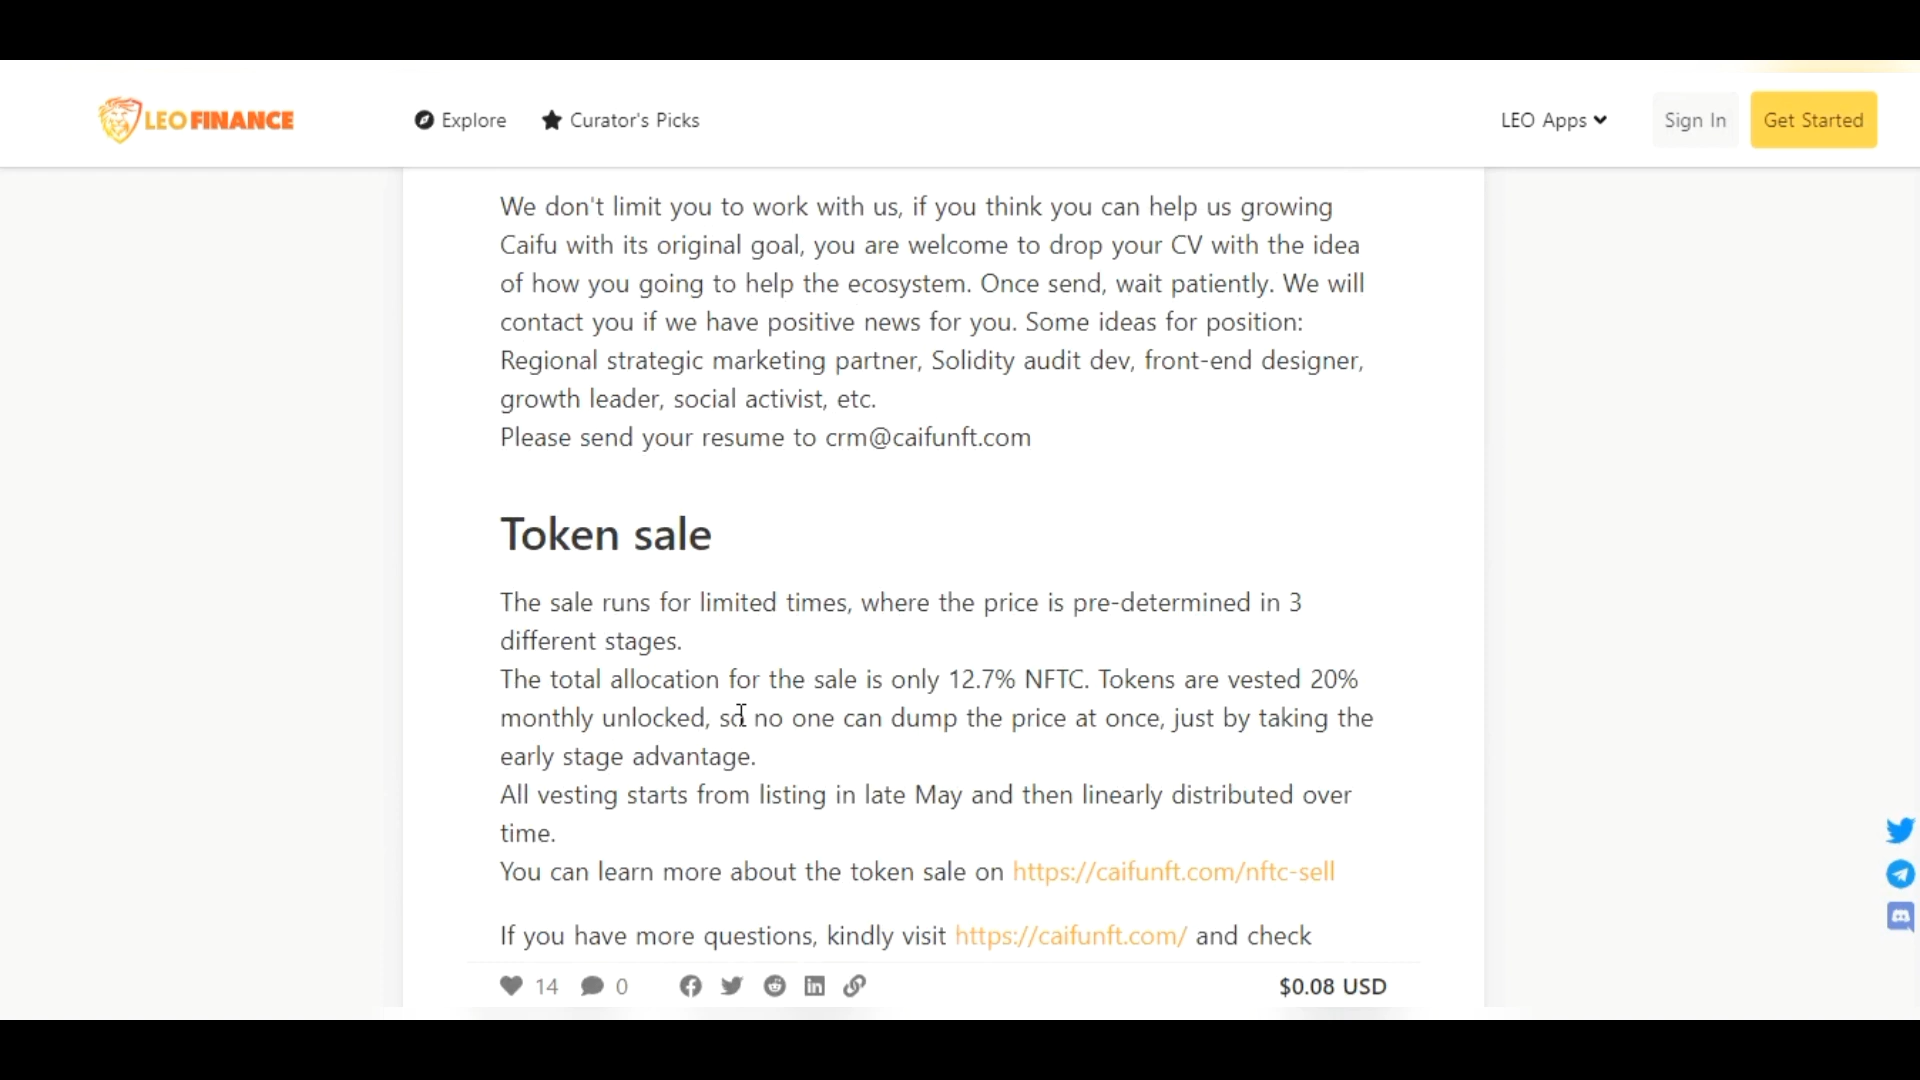 LEO FINANCE
Explore
Curator's Picks
LEO Apps
Sign In
Get Started
We don't limit you to work with us, if you think you can help us growing
Caifu with its original goal, you are welcome to drop your CV with the idea
of how you going to help the ecosystem. Once send, wait patiently. We will
contact you if we have positive news for you. Some ideas for position:
Regional strategic marketing partner, Solidity audit dev, front-end designer,
growth leader, social activist, etc.
Please send your resume to crm@caifunft.com
Token sale
The sale runs for limited times, where the price is pre-determined in 3
different stages.
The total allocation for the sale is only 12.7% NFTC. Tokens are vested 20%
monthly unlocked, so no one can dump the price at once, just by taking the
early stage advantage.
All vesting starts from listing in late May and then linearly distributed over
time.
You can learn more about the token sale on https://caifunft.com/nftc-sell
If you have more questions, kindly visit https://caifunft.com/ and check
14
0
$0.08 USD